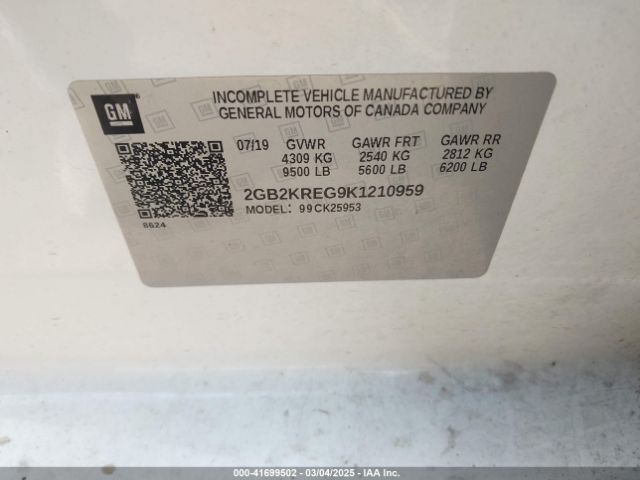 GM
INCOMPLETE VEHICLE MANUFACTURED BY
GENERAL MOTORS OF CANADA COMPANY
07/19 GVWR GAWR FRT GAWR RR
4309 KG 2540 KG 2812 KG
9500 LB 5600 LB 6200 LB
2GB2KREG9K1210959
MODEL: 99CK25953
8624
000-41699502 — 03/04/2025 - IAA Inc.